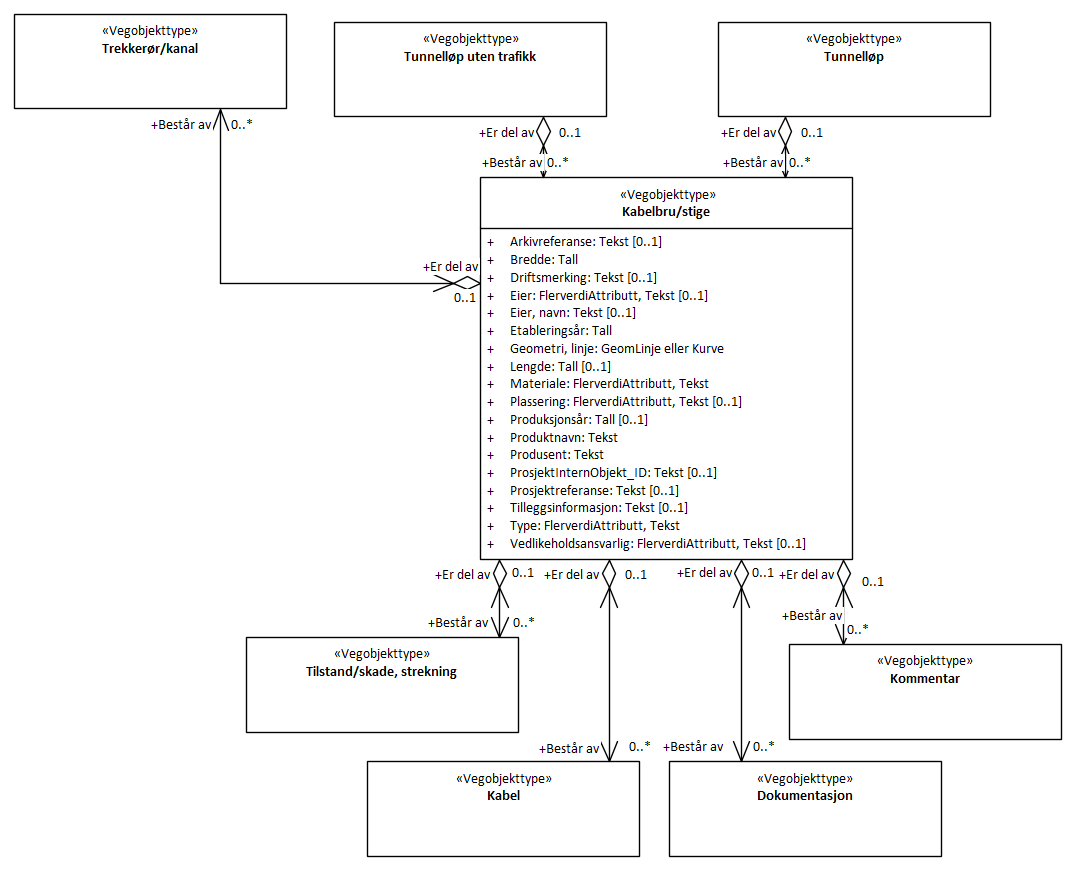 «Vegobjekttype»
Trekkerør/kanal
«Vegobjekttype»
Tunnelløp uten trafikk
«Vegobjekttype»
Tunnelløp
+Består av
0..*
+Er del av
0..1
+Består av
0..*
+Er del av
0..1
+Består av
0..*
+Er del av
0..1
«Vegobjekttype»
Kabelbru/stige
+ Arkivreferanse: Tekst [0..1]
+ Bredde: Tall
+ Driftsmerking: Tekst [0..1]
+ Eier: FlerverdiAttributt, Tekst [0..1]
+ Eier, navn: Tekst [0..1]
+ Etableringsår: Tall
+ Geometri, linje: GeomLinje eller Kurve
+ Lengde: Tall [0..1]
+ Materiale: FlerverdiAttributt, Tekst
+ Plassering: FlerverdiAttributt, Tekst [0..1]
+ Produksjonsår: Tall [0..1]
+ Produktnavn: Tekst
+ Produsent: Tekst
+ ProsjektInternObjekt_ID: Tekst [0..1]
+ Prosjektreferanse: Tekst [0..1]
+ Tilleggsinformasjon: Tekst [0..1]
+ Type: FlerverdiAttributt, Tekst
+ Vedlikeholdsansvarlig: FlerverdiAttributt, Tekst [0..1]
+Er del av
0..1
+Er del av
0..1
+Er del av
0..1
+Er del av
0..1
+Består av
0..*
+Består av
0..*
«Vegobjekttype»
Tilstand/skade, strekning
«Vegobjekttype»
Kommentar
+Består av
0..*
+Består av
0..*
«Vegobjekttype»
Kabel
«Vegobjekttype»
Dokumentasjon